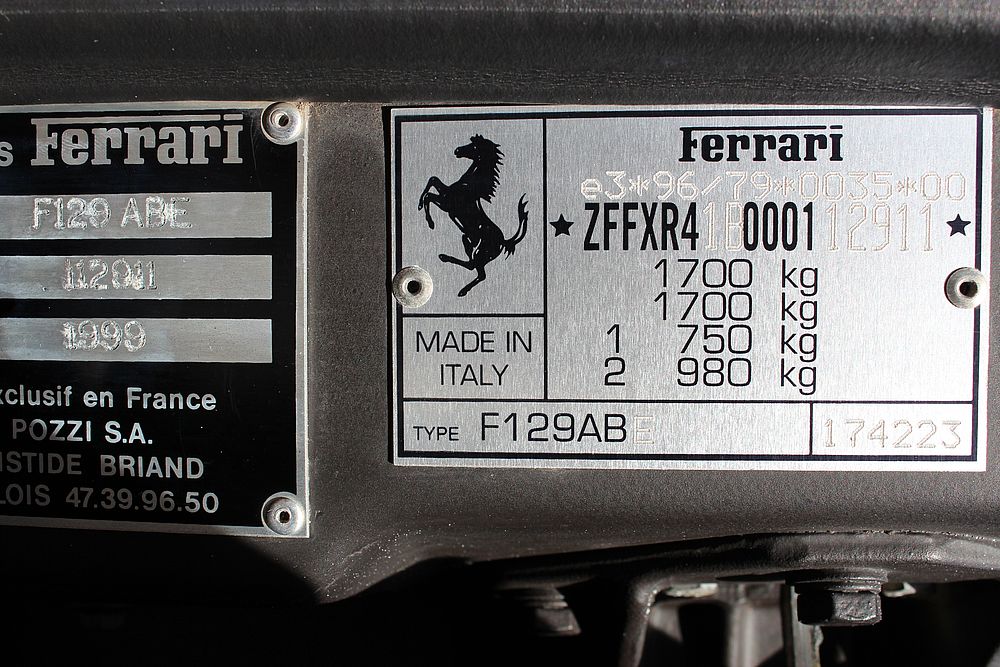 s Ferrari
F129 ABE
112911
1999
xclusif en France
POZZI S.A.
ISTIDE BRIAND
LOIS 47.39.96.50
Ferrari
e3*96/79*0035*00
★ ZFFXR41B000112911 ★
1700 kg
1700 kg
1 750 kg
2 980 kg
MADE IN
ITALY
TYPE F129ABE
174223